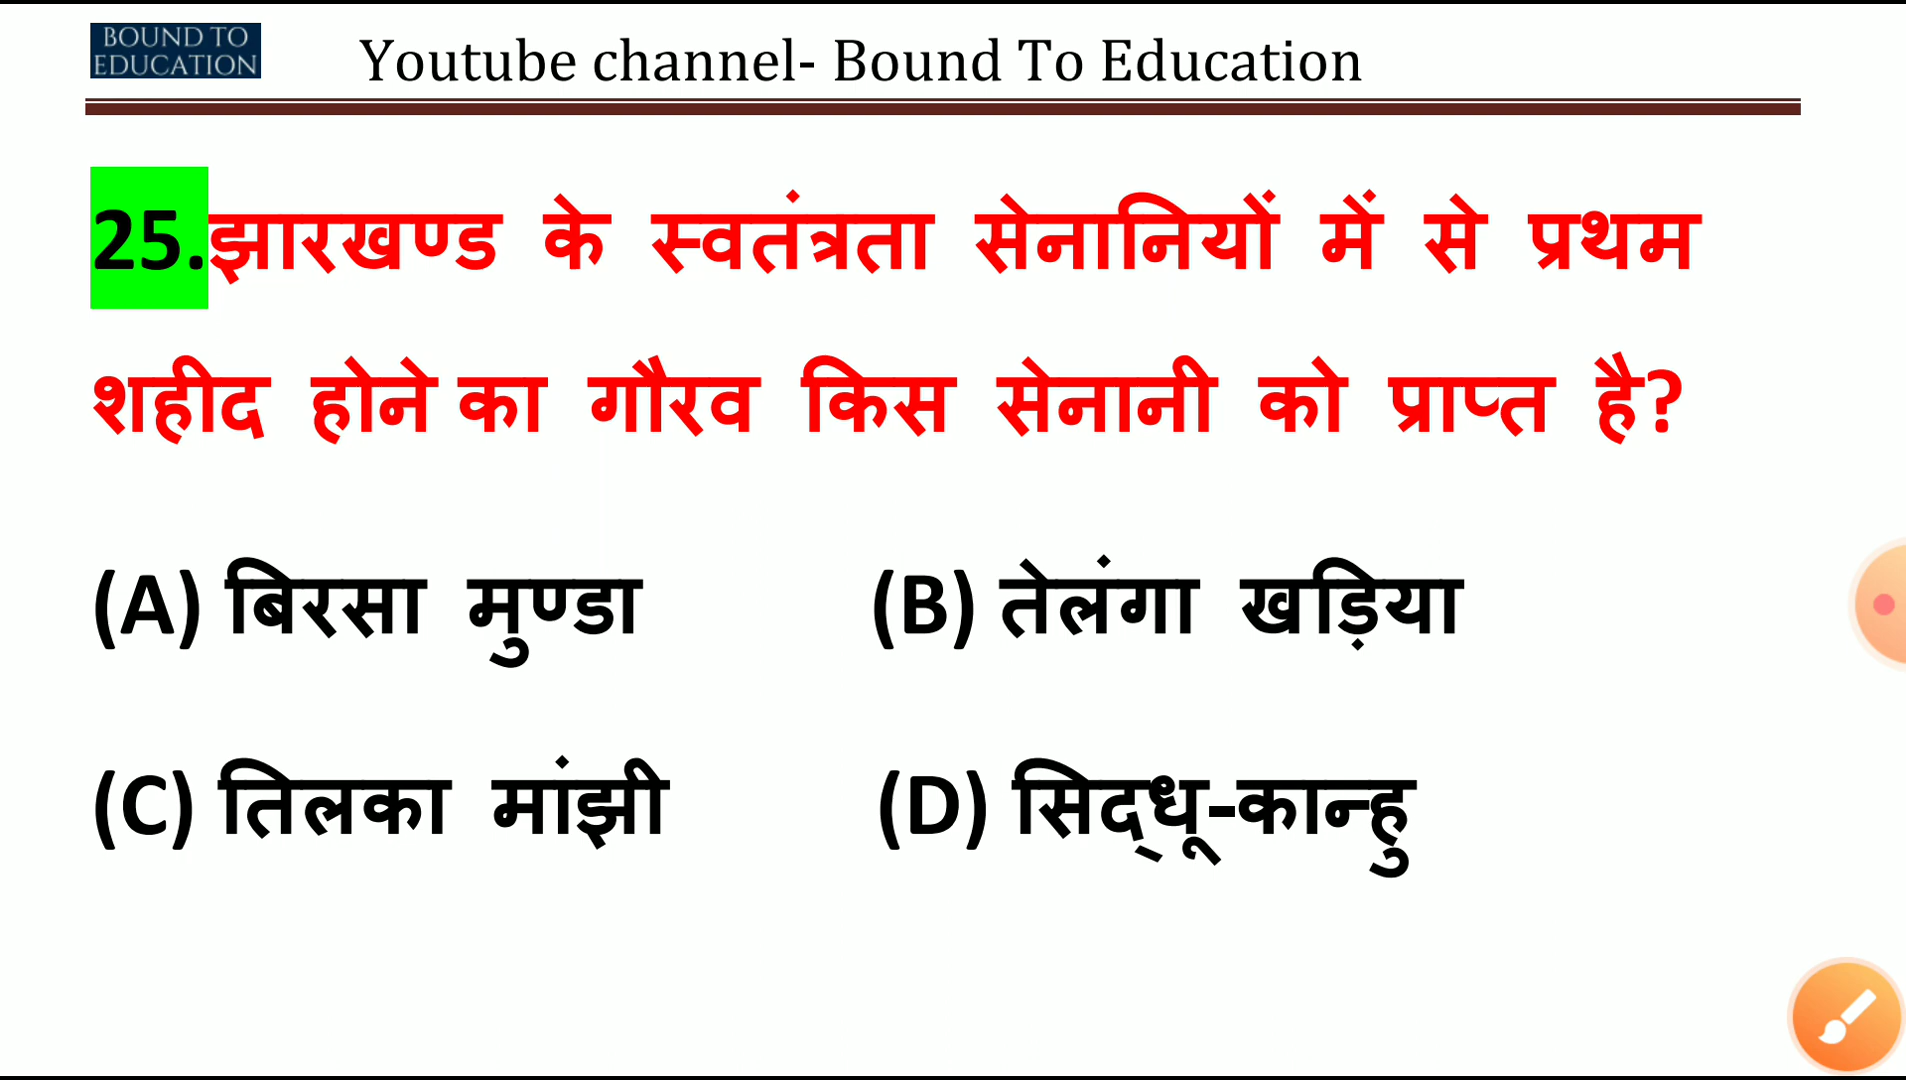 BOUND TO
EDUCATION
Youtube channel- Bound To Education
25.झारखण्ड के स्वतंत्रता सेनानियों में से प्रथम
शहीद होने का गौरव किस सेनानी को प्राप्त है?
(A) बिरसा मुण्डा (B) तेलंगा खड़िया
(C) तिलका मांझी (D) सिद्‌धू-कान्हु